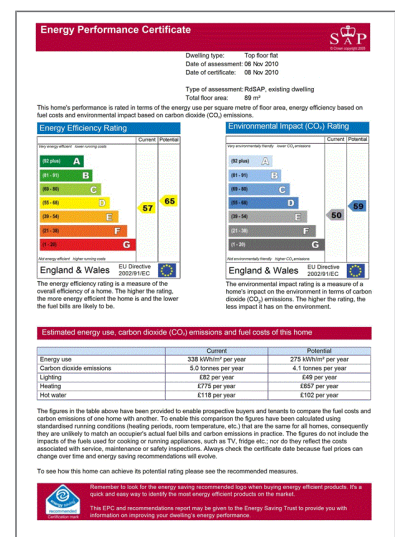 Energy Performance Certificate
SAP
© Crown copyright 2005
Dwelling type: Top floor flat
Date of assessment: 08 Nov 2010
Date of certificate: 08 Nov 2010
Type of assessment: RdSAP, existing dwelling
Total floor area: 89 m²
This home's performance is rated in terms of the energy use per square metre of floor area, energy efficiency based on
fuel costs and environmental impact based on carbon dioxide (CO₂) emissions.
Energy Efficiency Rating
Current Potential
Very energy efficient lower running costs
(92 plus) A
(81 - 91) B
(69 - 80) C
(55 - 68) D
(39 - 54) E
(21 - 38) F
(1 - 20) G
57
65
Not energy efficient higher running costs
England & Wales
EU Directive
2002/91/EC
The energy efficiency rating is a measure of the
overall efficiency of a home. The higher the rating,
the more energy efficient the home is and the lower
the fuel bills are likely to be.
Environmental Impact (CO₂) Rating
Current Potential
Very environmentally friendly lower CO₂ emissions
(92 plus) A
(81 - 91) B
(69 - 80) C
(55 - 68) D
(39 - 54) E
(21 - 38) F
(1 - 20) G
50
59
Not environmentally friendly higher CO₂ emissions
England & Wales
EU Directive
2002/91/EC
The environmental impact rating is a measure of a
home's impact on the environment in terms of carbon
dioxide (CO₂) emissions. The higher the rating, the
less impact it has on the environment.
Estimated energy use, carbon dioxide (CO₂) emissions and fuel costs of this home
Current Potential
Energy use 338 kWh/m² per year 275 kWh/m² per year
Carbon dioxide emissions 5.0 tonnes per year 4.1 tonnes per year
Lighting £82 per year £49 per year
Heating £775 per year £657 per year
Hot water £118 per year £102 per year
The figures in the table above have been provided to enable prospective buyers and tenants to compare the fuel costs and
carbon emissions of one home with another. To enable this comparison the figures have been calculated using
standardised running conditions (heating periods, room temperature, etc.) that are the same for all homes, consequently
they are unlikely to match an occupier's actual fuel bills and carbon emissions in practice. The figures do not include the
impacts of the fuels used for cooking or running appliances, such as TV, fridge etc.; nor do they reflect the costs
associated with service, maintenance or safety inspections. Always check the certificate date because fuel prices can
change over time and energy saving recommendations will evolve.
To see how this home can achieve its potential rating please see the recommended measures.
energy saving
recommended
Certification mark
Remember to look for the energy saving recommended logo when buying energy efficient products. It's a
quick and easy way to identify the most energy efficient products on the market.
This EPC and recommendations report may be given to the Energy Saving Trust to provide you with
information on improving your dwelling's energy performance.